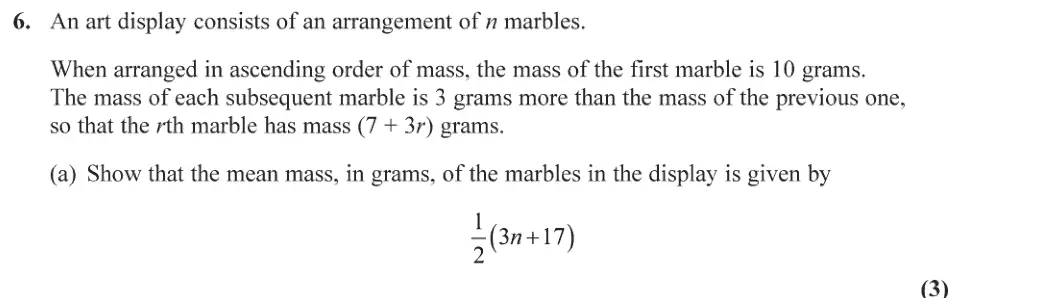 6. An art display consists of an arrangement of n marbles.
When arranged in ascending order of mass, the mass of the first marble is 10 grams.
The mass of each subsequent marble is 3 grams more than the mass of the previous one,
so that the rth marble has mass (7 + 3r) grams.
(a) Show that the mean mass, in grams, of the marbles in the display is given by
1/2(3n+17)
(3)